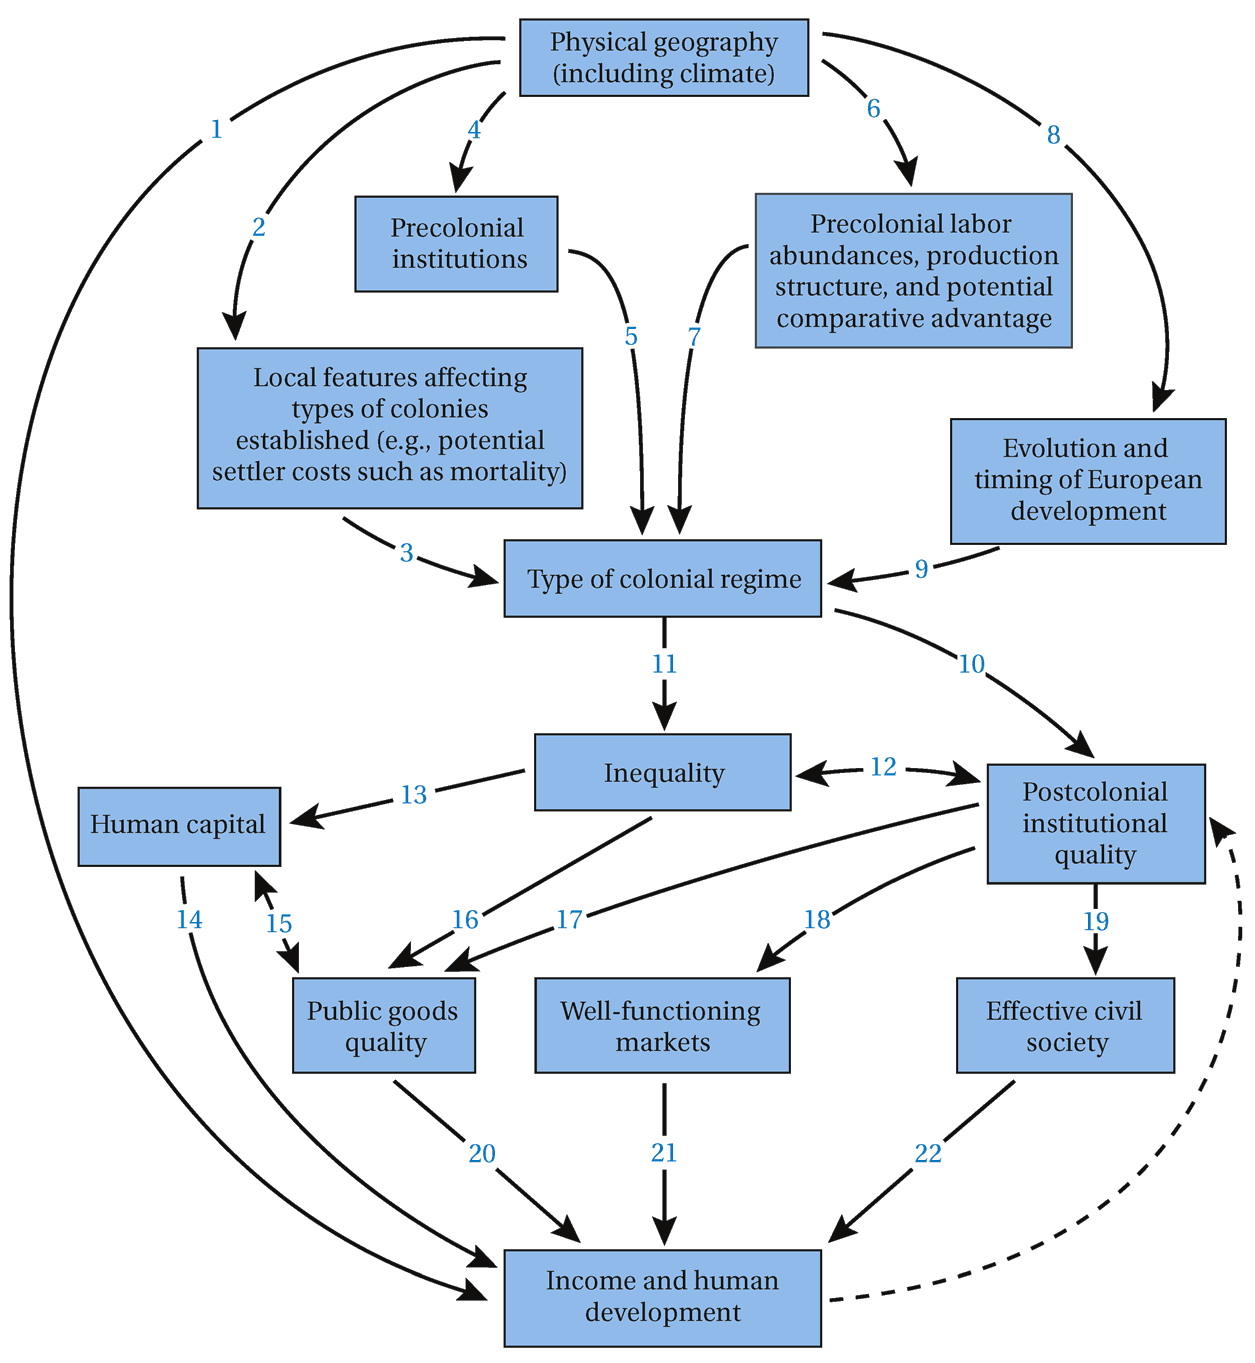 Physical geography
(including climate)
1
4
6
8
2
Precolonial
institutions
Precolonial labor
abundances, production
structure, and potential
comparative advantage
5
7
Local features affecting
types of colonies
established (e.g., potential
settler costs such as mortality)
Evolution and
timing of European
development
3
9
Type of colonial regime
11
10
Inequality
12
13
Human capital
Postcolonial
institutional
quality
14
15
16
17
18
19
Public goods
quality
Well-functioning
markets
Effective civil
society
20
21
22
Income and human
development